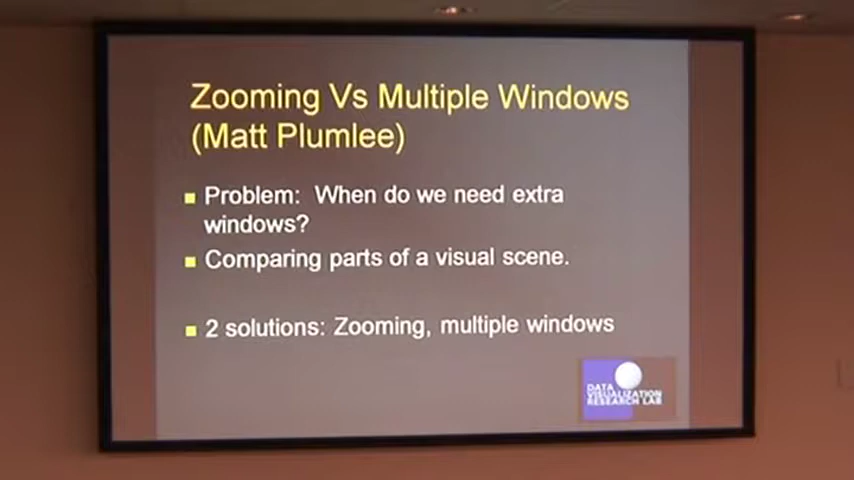 Zooming Vs Multiple Windows
(Matt Plumlee)
Problem: When do we need extra
windows?
Comparing parts of a visual scene.
2 solutions: Zooming, multiple windows
DATA
VISUALIZATION
RESEARCH LAB